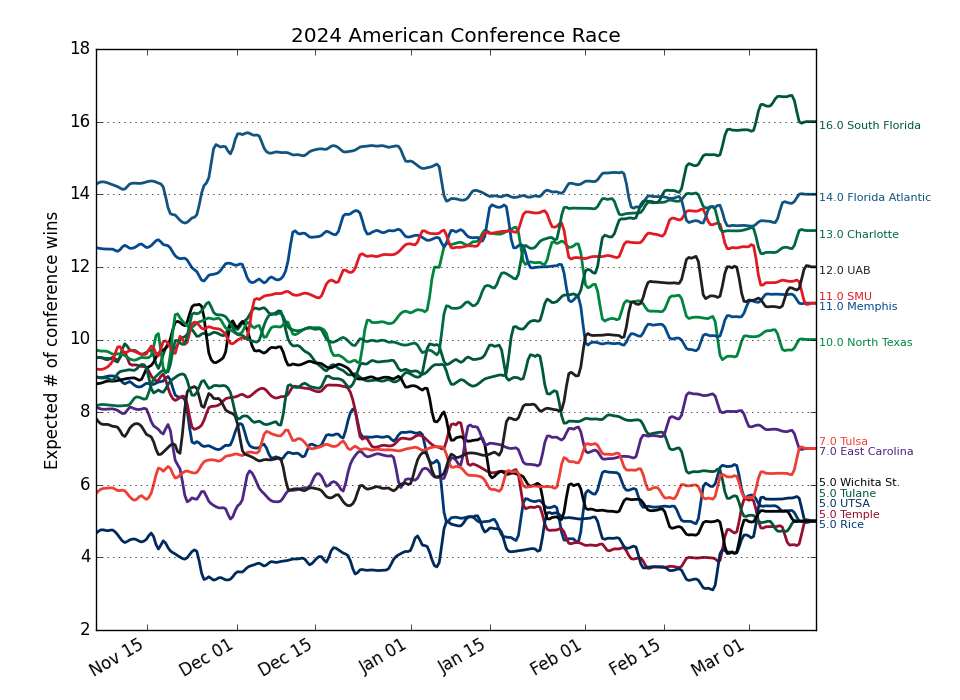 2024 American Conference Race
Expected # of conference wins
18
16
14
12
10
8
6
4
2
16.0 South Florida
14.0 Florida Atlantic
13.0 Charlotte
12.0 UAB
11.0 SMU
11.0 Memphis
10.0 North Texas
7.0 Tulsa
7.0 East Carolina
5.0 Wichita St.
5.0 Tulane
5.0 UTSA
5.0 Temple
5.0 Rice
Nov 15
Dec 01
Dec 15
Jan 01
Jan 15
Feb 01
Feb 15
Mar 01